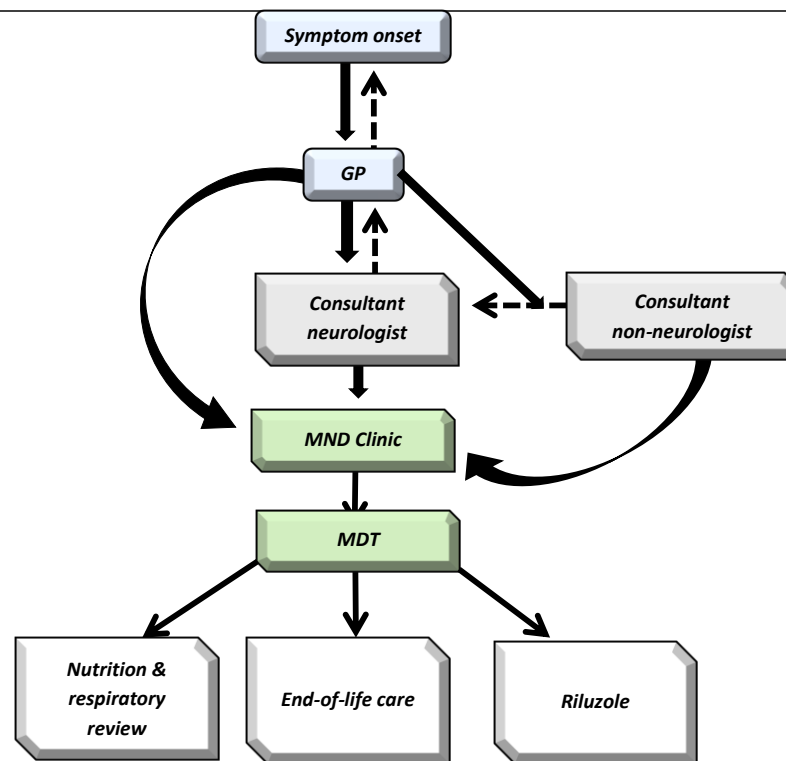 Symptom onset
GP
Consultant
neurologist
Consultant
non-neurologist
MND Clinic
MDT
Nutrition &
respiratory
review
End-of-life care
Riluzole